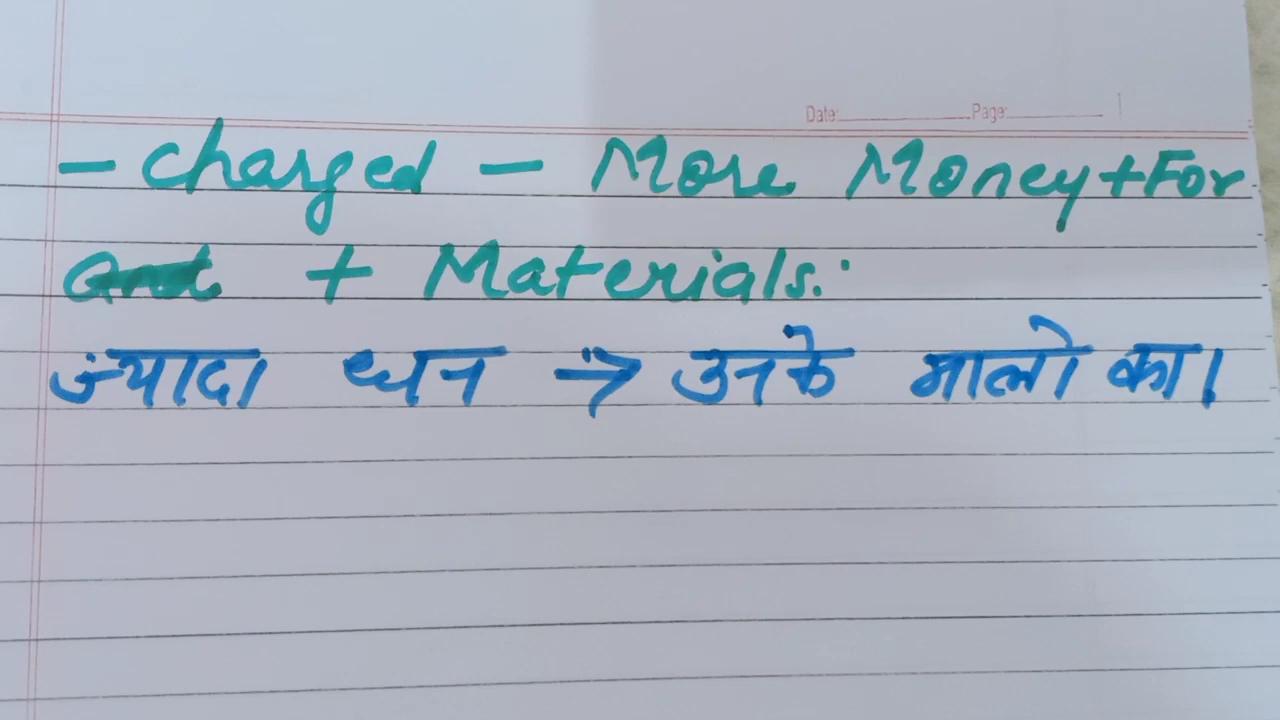 Date: Page:
- Charged - More Money + For
+ Materials.
ज्यादा धन → उनके मालो का।